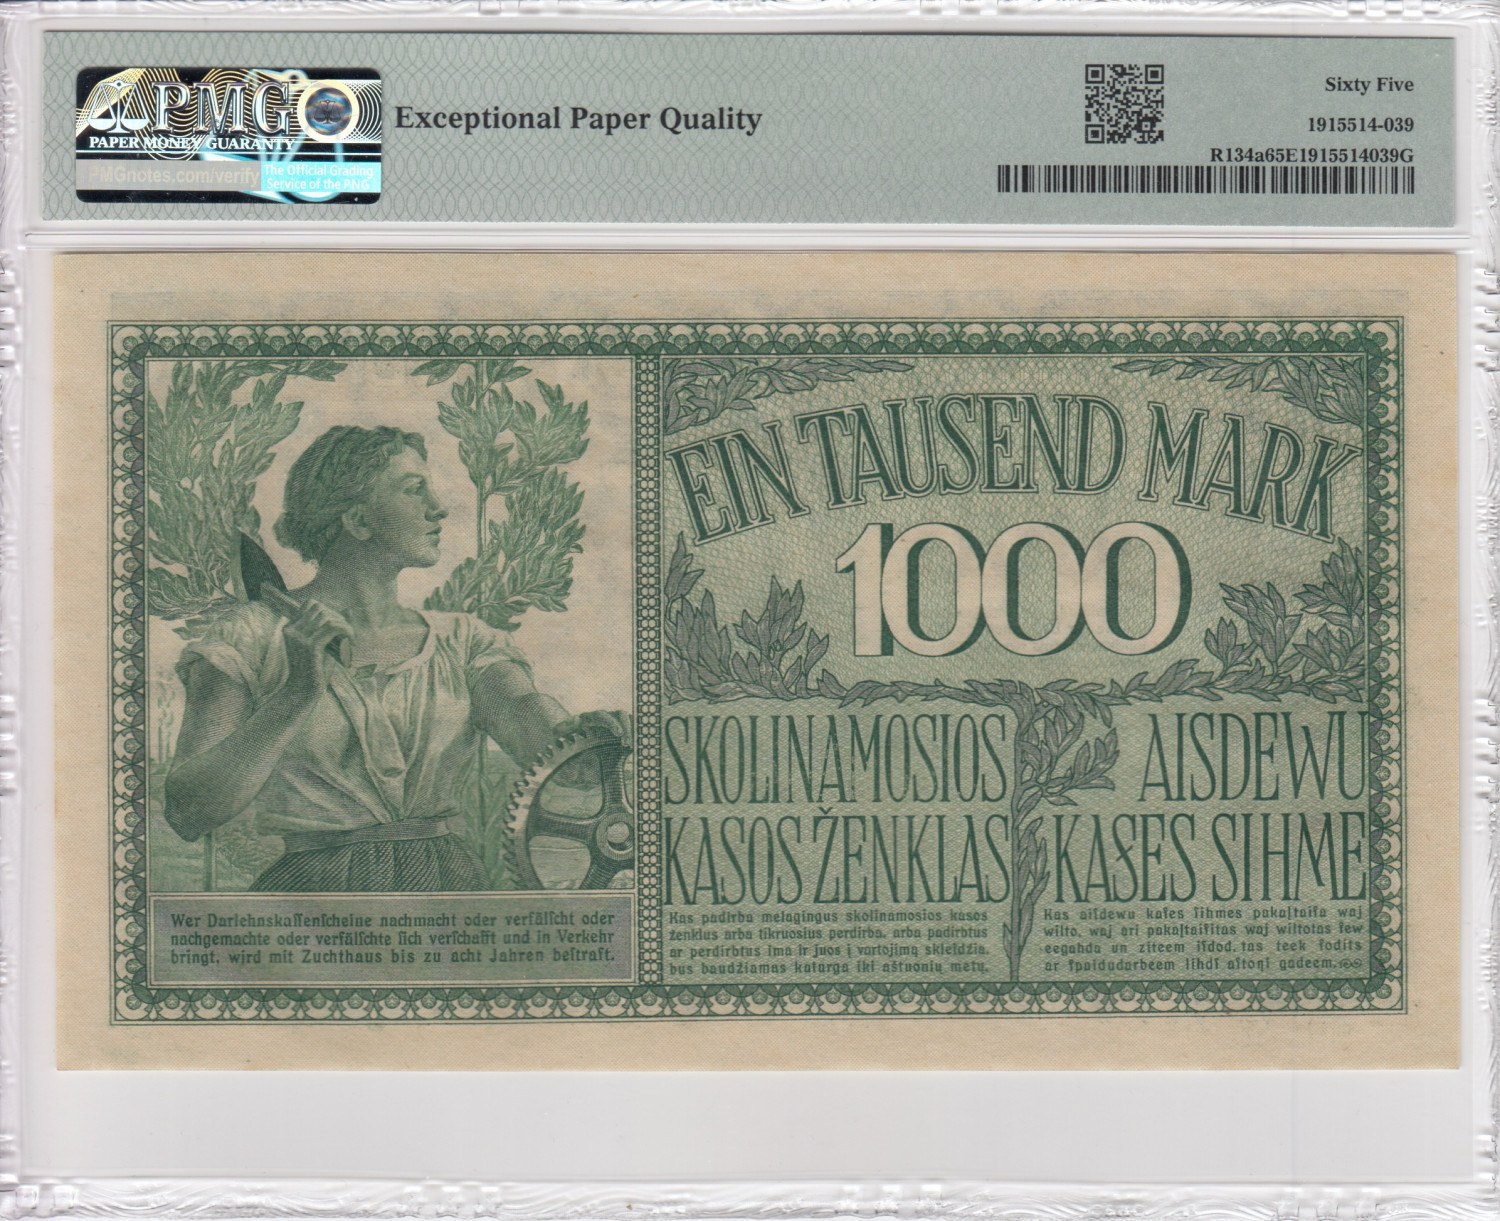 PMG
PAPER MONEY GUARANTY
PMGnotes.com/verify
The Official Grading
Service of the PNG
Exceptional Paper Quality
Sixty Five
1915514-039
R134a65E1915514039G
EIN TAUSEND MARK
1000
SKOLINAMOSIOS
KASOS ŽENKLAS
AISDEWU
KAſES SIHME
Wer Darlehnskaſſenſcheine nachmacht oder verfälſcht oder
nachgemachte oder verfälſchte ſich verſchafft und in Verkehr
bringt, wird mit Zuchthaus bis zu acht Jahren beſtraft.
Kas padirba melagingus skolinamosios kasos
ženklus arba tikruosius perdirba, arba padirbtus
ar perdirbtus ima ir juos į vartojimą skleidžia,
bus baudžiamas katarga iki aštuonių metų.
Kas aiſdewu kaſes ſihmes pakaļtaiſa waj
wilto, waj ari pakaļtaiſitas waj wiltotas ſew
eegahda un ziteem iſdod, tas teek ſodits
ar ſpaidudarbeem lihdſ aſtoņi gadeem.